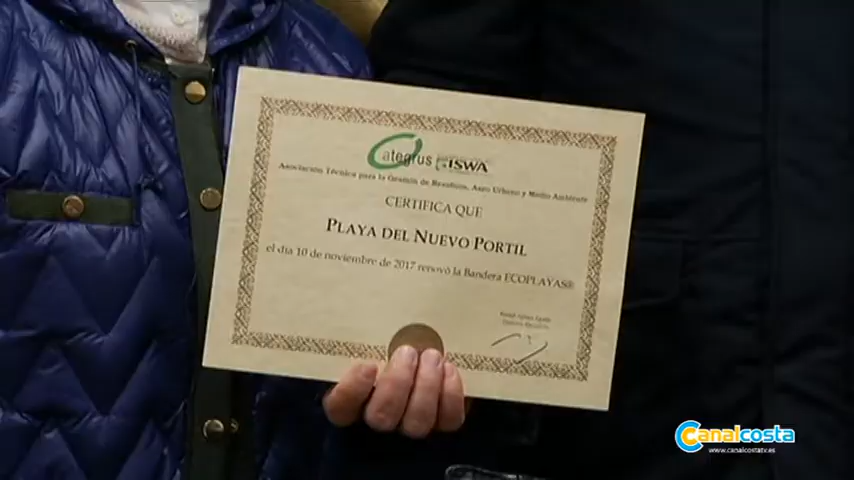 ategrus ISWA
Asociación Técnica para la Gestión de Residuos, Aseo Urbano y Medio Ambiente
CERTIFICA QUE
PLAYA DEL NUEVO PORTIL
el día 10 de noviembre de 2017 renovó la Bandera ECOPLAYAS®
Canalcosta
www.canalcostatv.es